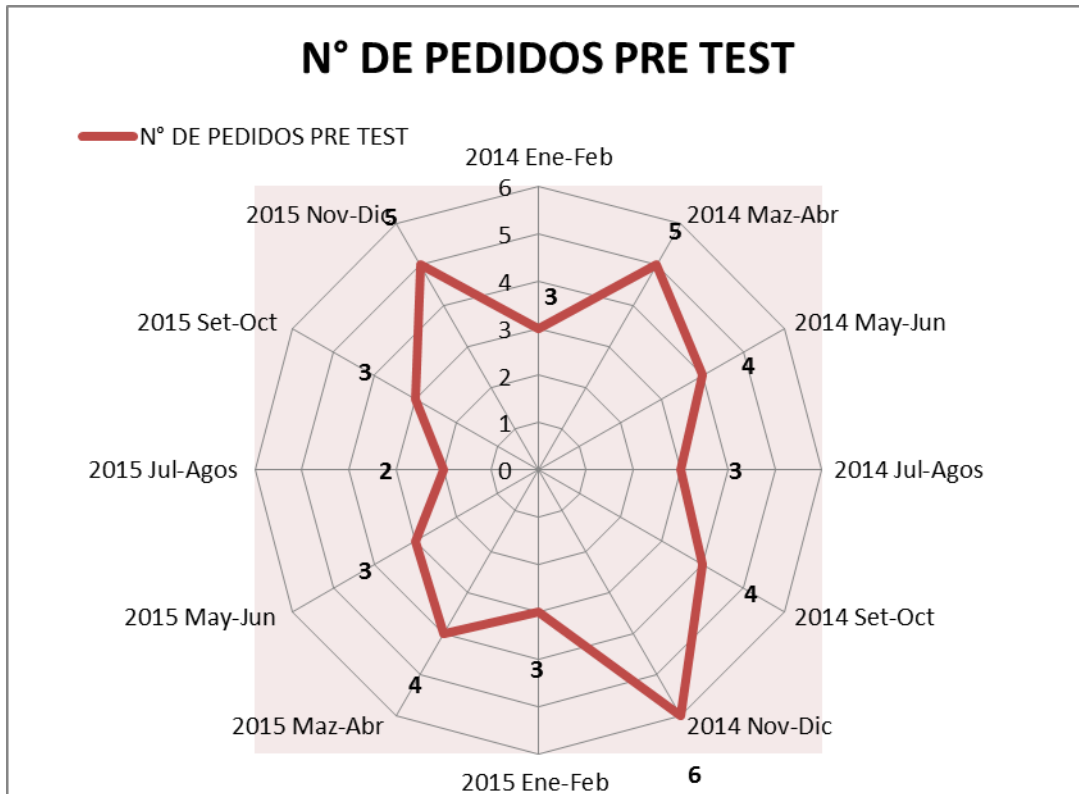 N° DE PEDIDOS PRE TEST
N° DE PEDIDOS PRE TEST
2014 Ene-Feb
6
2015 Nov-Dic
5
2014 Maz-Abr
5
5
4
3
2015 Set-Oct
2014 May-Jun
3
4
3
2
1
2015 Jul-Agos
2
0
3
2014 Jul-Agos
3
4
2015 May-Jun
2014 Set-Oct
3
4
2015 Maz-Abr
2014 Nov-Dic
2015 Ene-Feb
6